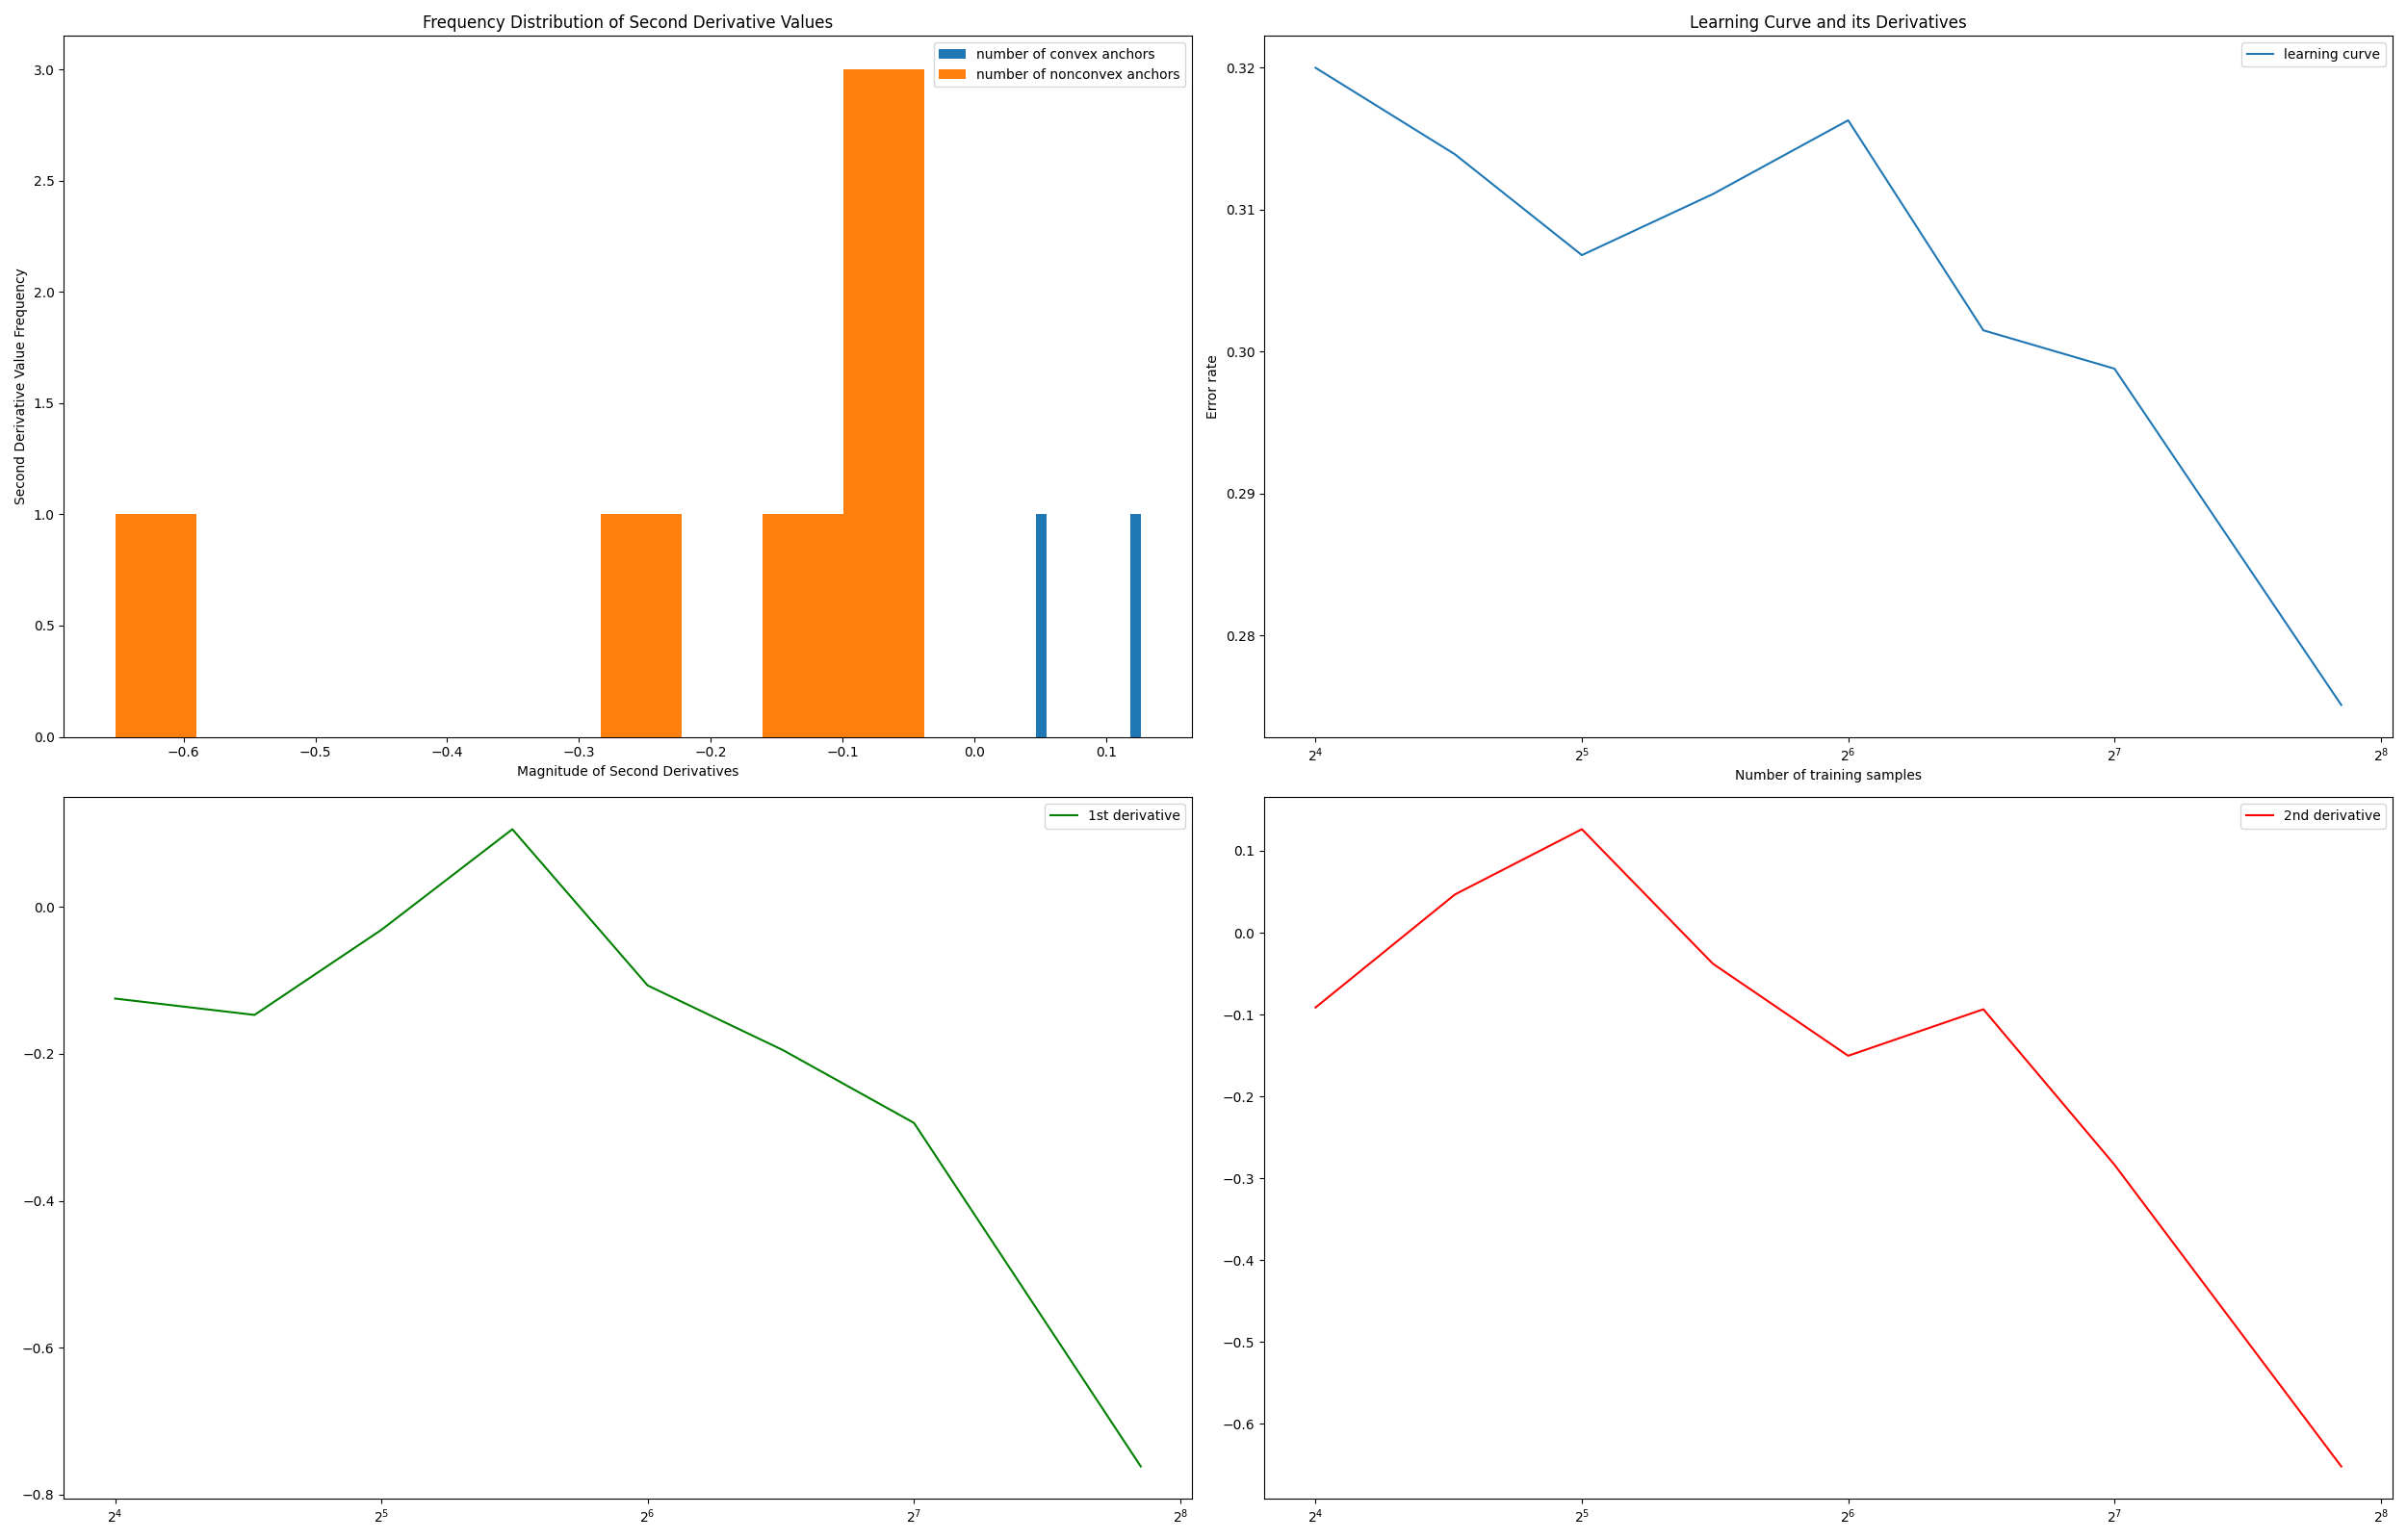 Frequency Distribution of Second Derivative Values
number of convex anchors
number of nonconvex anchors
Second Derivative Value Frequency
3.0
2.5
2.0
1.5
1.0
0.5
0.0
−0.6 −0.5 −0.4 −0.3 −0.2 −0.1 0.0 0.1
Magnitude of Second Derivatives
Learning Curve and its Derivatives
learning curve
Error rate
0.32
0.31
0.30
0.29
0.28
2⁴ 2⁵ 2⁶ 2⁷ 2⁸
Number of training samples
1st derivative
0.0
−0.2
−0.4
−0.6
−0.8
2⁴ 2⁵ 2⁶ 2⁷ 2⁸
2nd derivative
0.1
0.0
−0.1
−0.2
−0.3
−0.4
−0.5
−0.6
2⁴ 2⁵ 2⁶ 2⁷ 2⁸